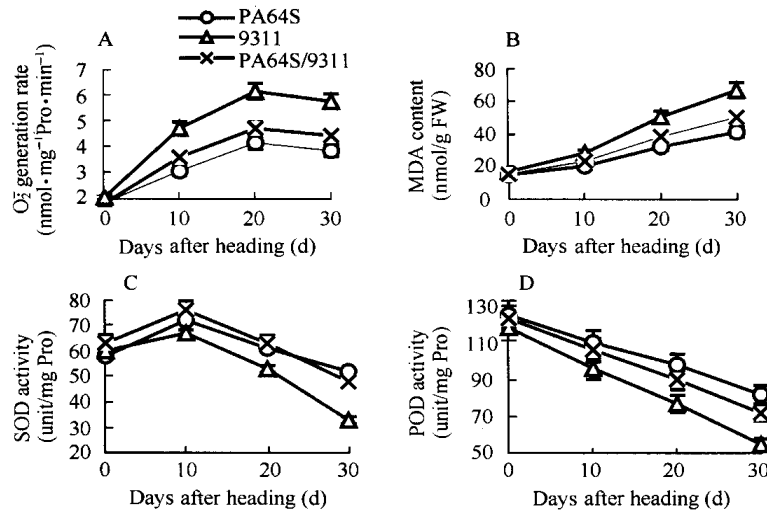 PA64S
9311
PA64S/9311
A
7
6
5
4
3
2
O₂⁻ generation rate
(nmol·mg⁻¹Pro·min⁻¹)
0 10 20 30
Days after heading (d)
B
80
60
40
20
0
MDA content
(nmol/g FW)
0 10 20 30
Days after heading (d)
C
80
70
60
50
40
30
20
SOD activity
(unit/mg Pro)
0 10 20 30
Days after heading (d)
D
130
110
90
70
50
POD activity
(unit/mg Pro)
0 10 20 30
Days after heading (d)